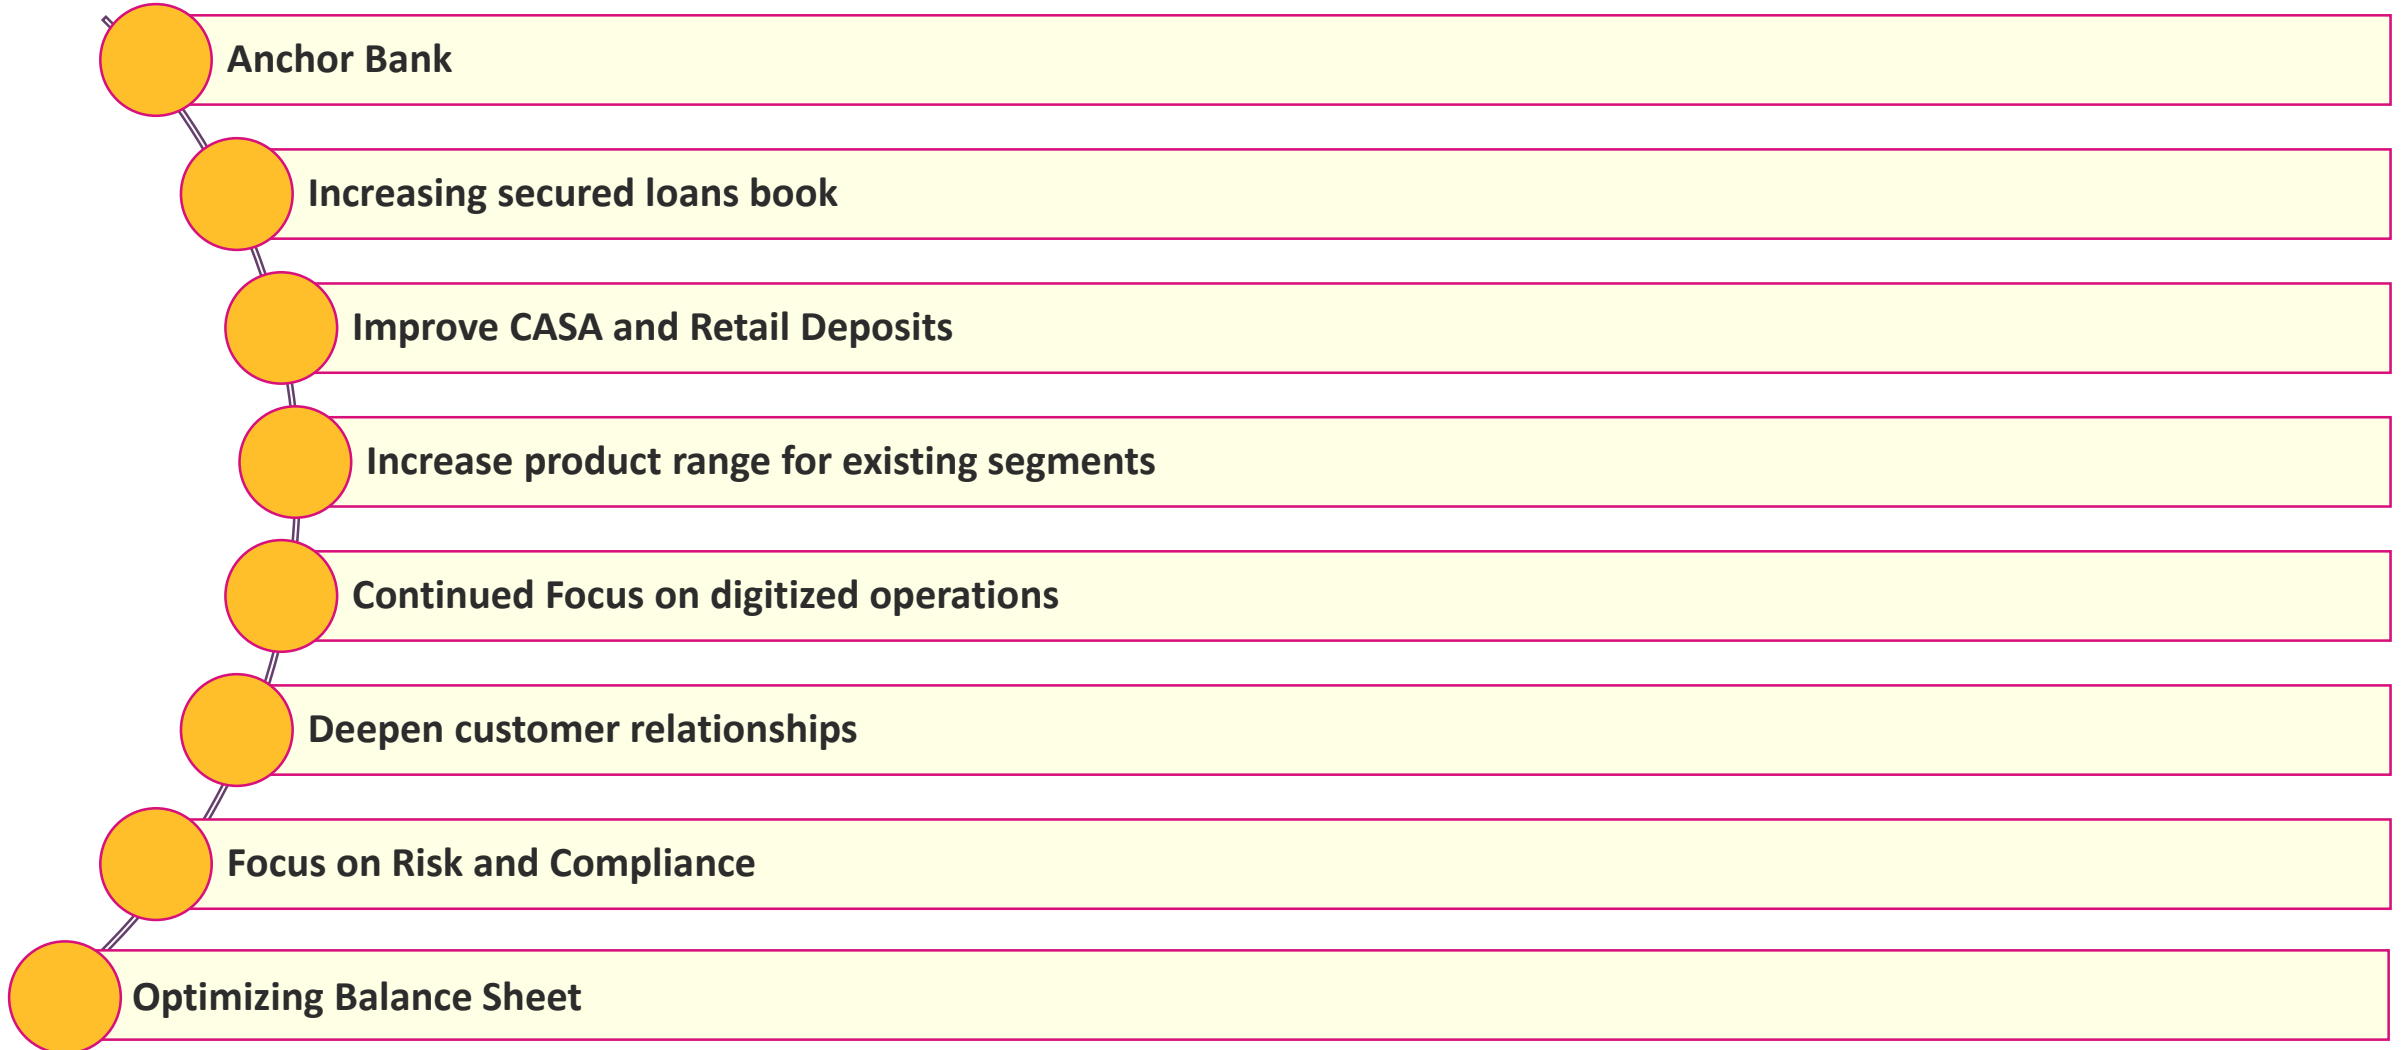 Anchor Bank
Increasing secured loans book
Improve CASA and Retail Deposits
Increase product range for existing segments
Continued Focus on digitized operations
Deepen customer relationships
Focus on Risk and Compliance
Optimizing Balance Sheet